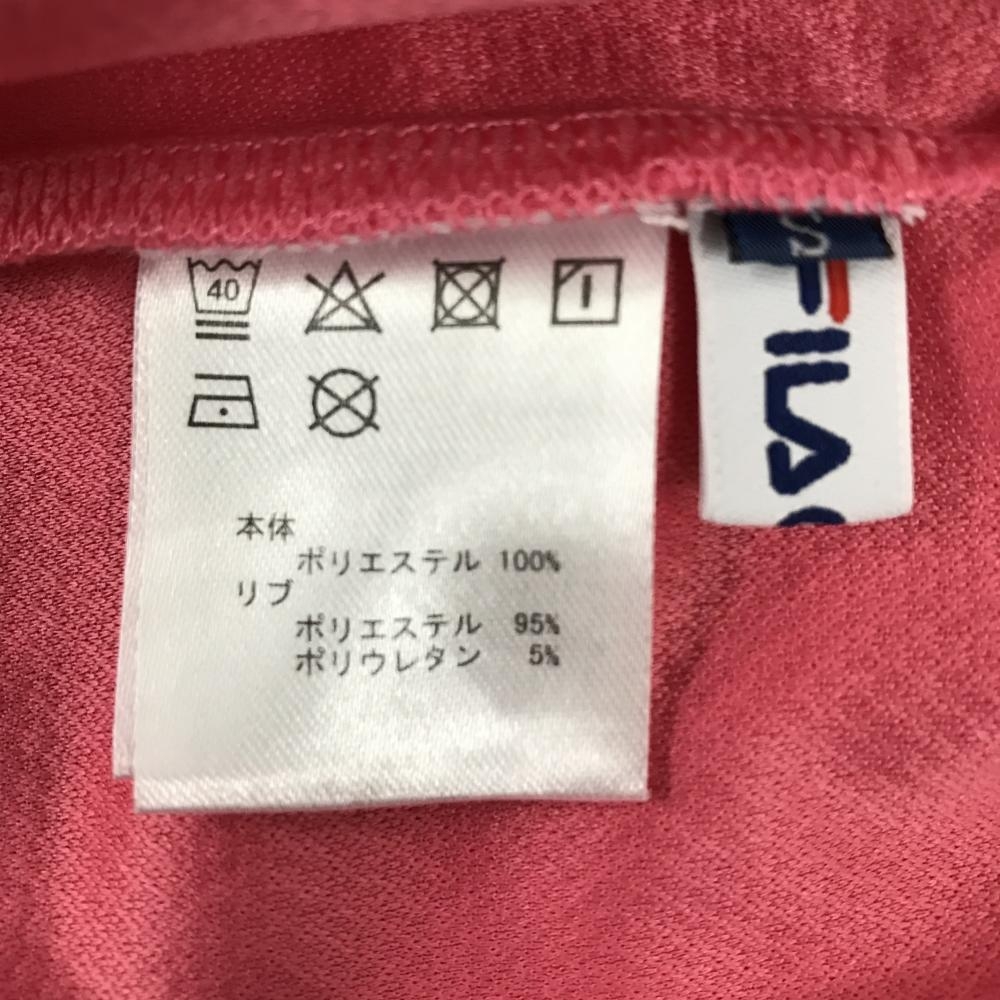 40
本体
ポリエステル 100%
リブ
ポリエステル 95%
ポリウレタン 5%
S
FILA